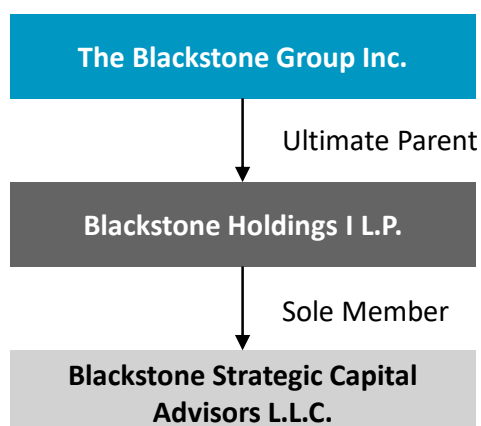 The Blackstone Group Inc.
Ultimate Parent
Blackstone Holdings I L.P.
Sole Member
Blackstone Strategic Capital
Advisors L.L.C.